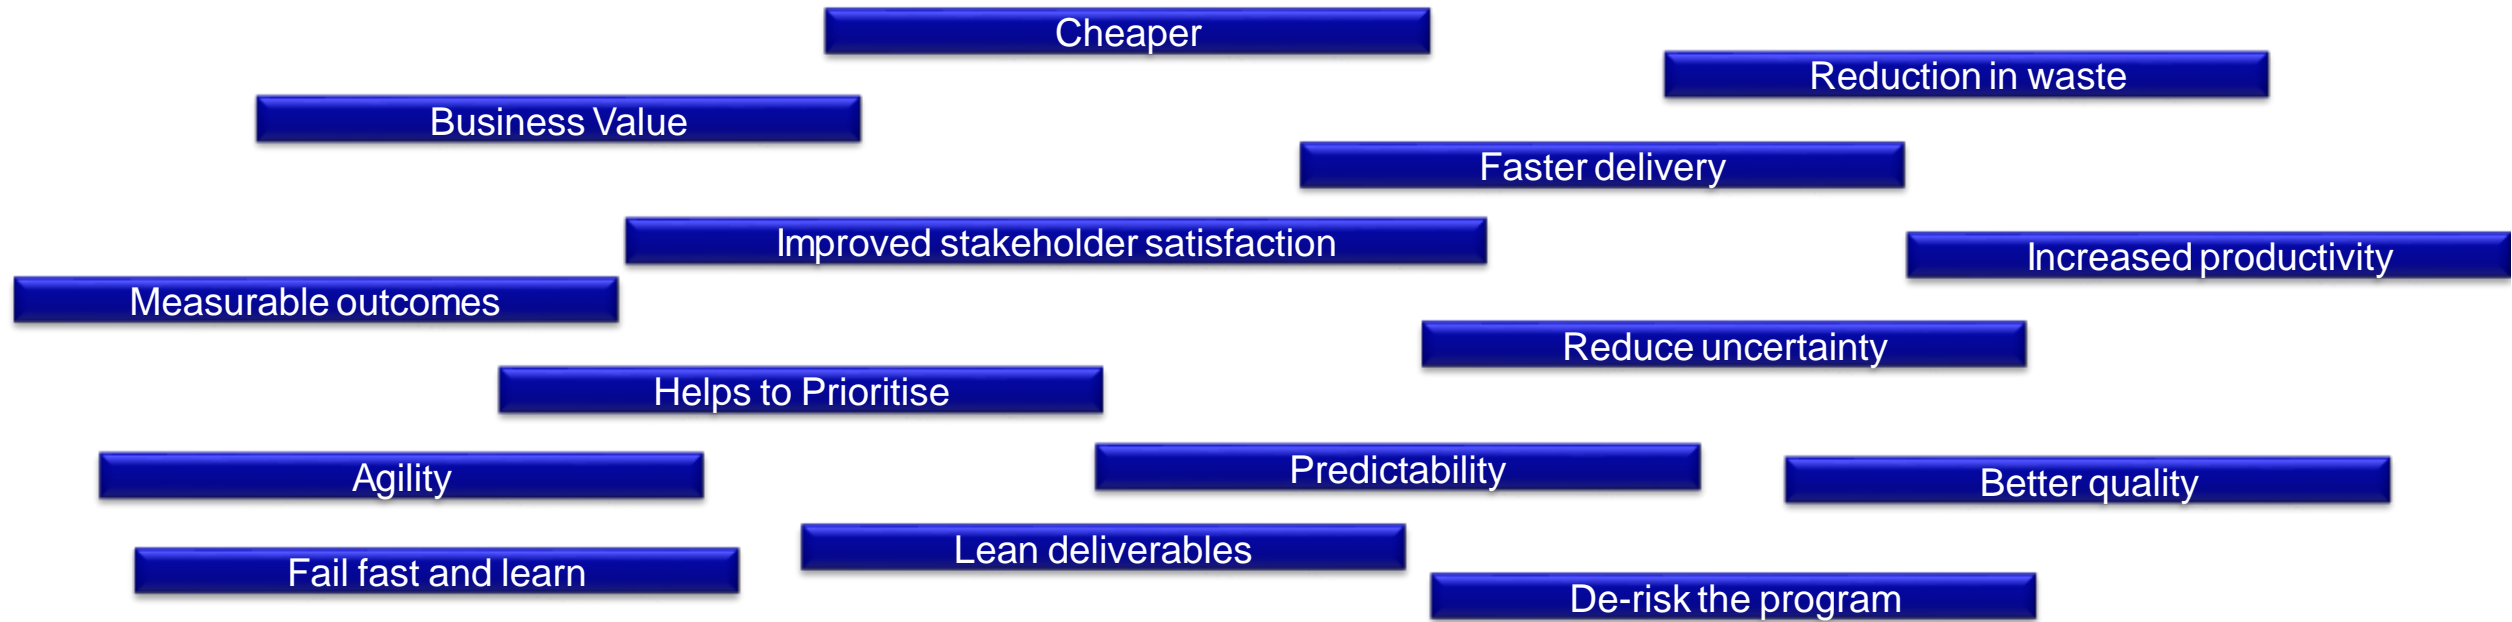 Cheaper
Reduction in waste
Business Value
Faster delivery
Improved stakeholder satisfaction
Increased productivity
Measurable outcomes
Reduce uncertainty
Helps to Prioritise
Predictability
Agility
Better quality
Lean deliverables
Fail fast and learn
De-risk the program